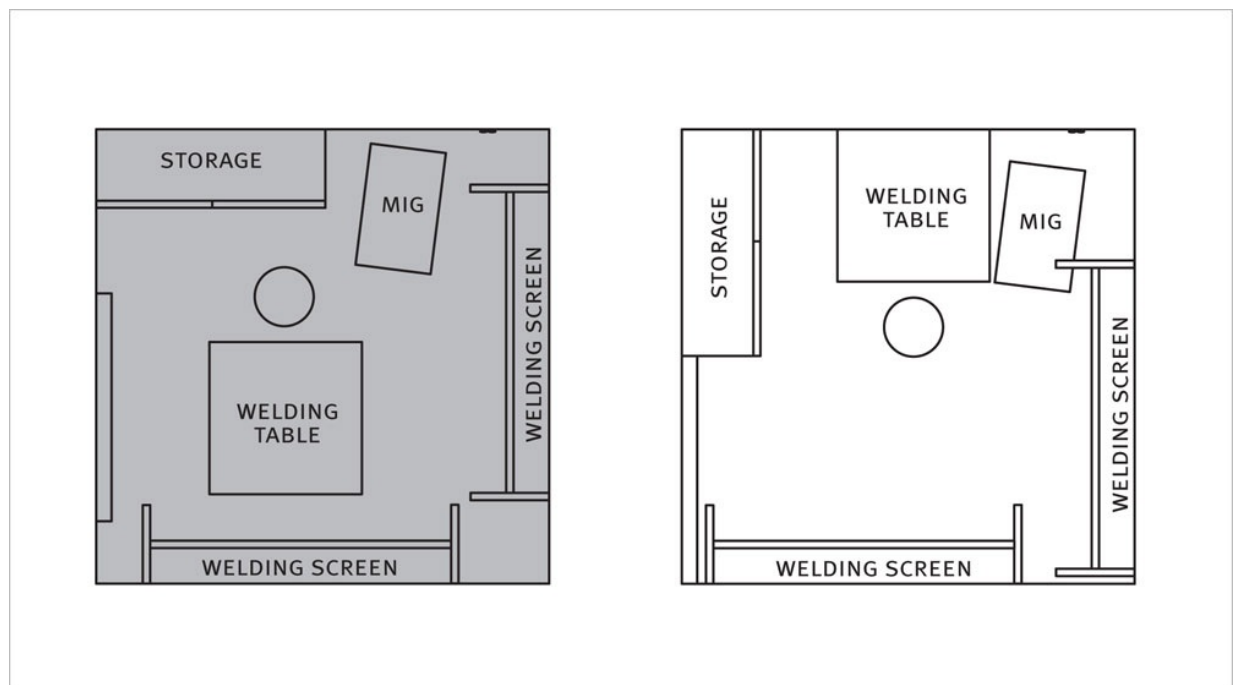 STORAGE
MIG
WELDING SCREEN
WELDING
TABLE
WELDING SCREEN
STORAGE
WELDING
TABLE
MIG
WELDING SCREEN
WELDING SCREEN